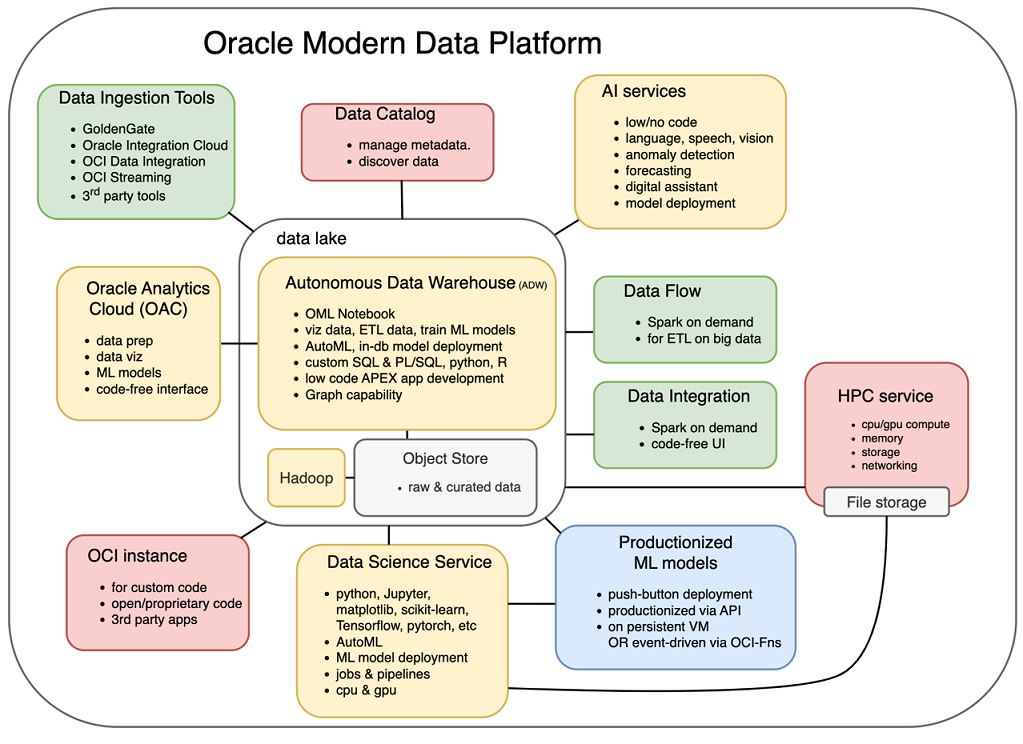 Oracle Modern Data Platform
Data Ingestion Tools
• GoldenGate
• Oracle Integration Cloud
• OCI Data Integration
• OCI Streaming
• 3rd party tools
Data Catalog
• manage metadata.
• discover data
AI services
• low/no code
• language, speech, vision
• anomaly detection
• forecasting
• digital assistant
• model deployment
data lake
Autonomous Data Warehouse (ADW)
• OML Notebook
• viz data, ETL data, train ML models
• AutoML, in-db model deployment
• custom SQL & PL/SQL, python, R
• low code APEX app development
• Graph capability
Oracle Analytics
Cloud (OAC)
• data prep
• data viz
• ML models
• code-free interface
Data Flow
• Spark on demand
• for ETL on big data
Data Integration
• Spark on demand
• code-free UI
HPC service
• cpu/gpu compute
• memory
• storage
• networking
File storage
Hadoop
Object Store
• raw & curated data
OCI instance
• for custom code
• open/proprietary code
• 3rd party apps
Data Science Service
• python, Jupyter,
matplotlib, scikit-learn,
Tensorflow, pytorch, etc
• AutoML
• ML model deployment
• jobs & pipelines
• cpu & gpu
Productionized
ML models
• push-button deployment
• productionized via API
• on persistent VM
OR event-driven via OCI-Fns